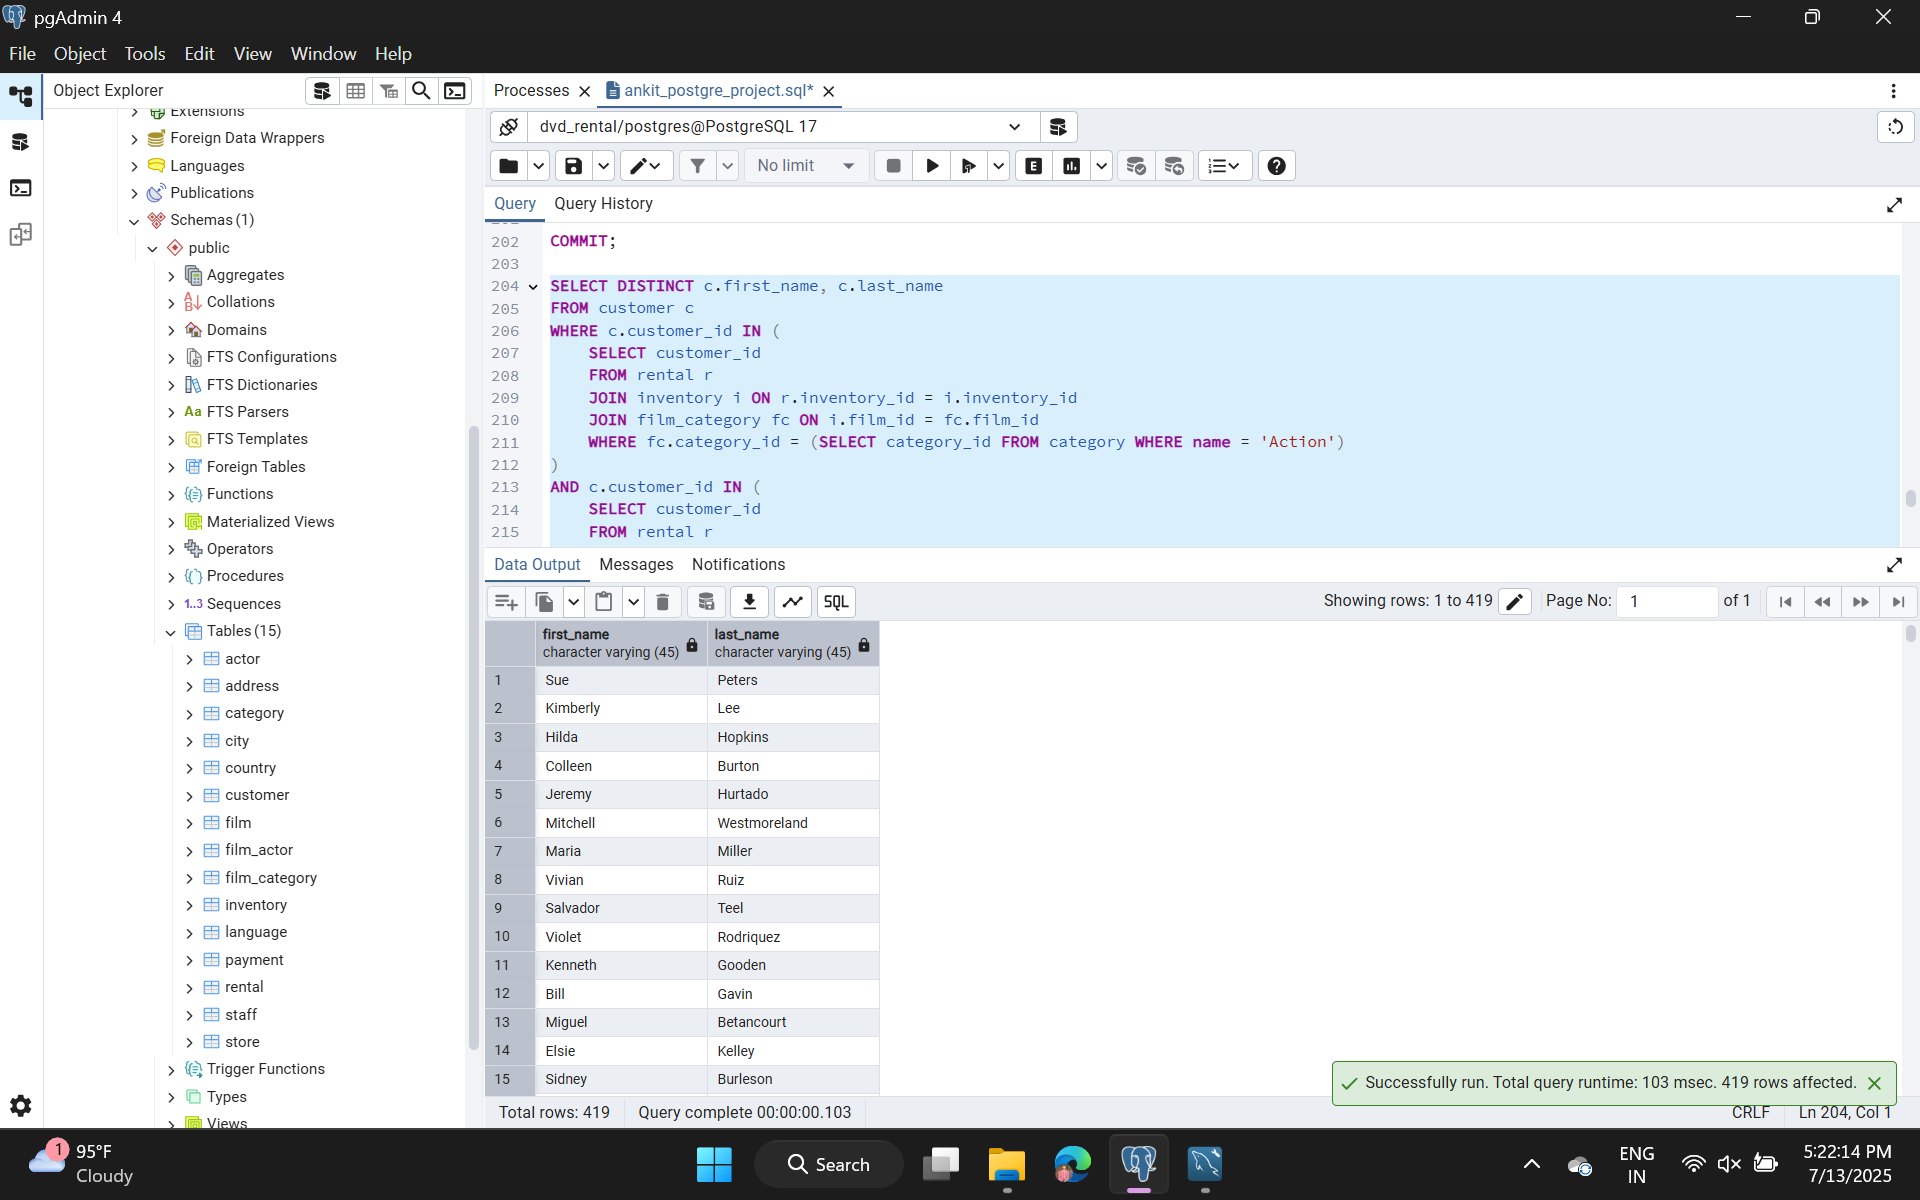 pgAdmin 4
File Object Tools Edit View Window Help
Object Explorer
Processes
ankit_postgre_project.sql*
Extensions
Foreign Data Wrappers
Languages
Publications
Schemas (1)
public
Aggregates
Collations
Domains
FTS Configurations
FTS Dictionaries
Aa FTS Parsers
FTS Templates
Foreign Tables
Functions
Materialized Views
Operators
Procedures
1..3 Sequences
Tables (15)
actor
address
category
city
country
customer
film
film_actor
film_category
inventory
language
payment
rental
staff
store
Trigger Functions
Types
Views
dvd_rental/postgres@PostgreSQL 17
No limit
E
Query Query History
202 COMMIT;
203
204 SELECT DISTINCT c.first_name, c.last_name
205 FROM customer c
206 WHERE c.customer_id IN (
207 SELECT customer_id
208 FROM rental r
209 JOIN inventory i ON r.inventory_id = i.inventory_id
210 JOIN film_category fc ON i.film_id = fc.film_id
211 WHERE fc.category_id = (SELECT category_id FROM category WHERE name = 'Action')
212 )
213 AND c.customer_id IN (
214 SELECT customer_id
215 FROM rental r
Data Output Messages Notifications
SQL
Showing rows: 1 to 419
Page No: 1 of 1
first_name last_name
character varying (45) character varying (45)
1 Sue Peters
2 Kimberly Lee
3 Hilda Hopkins
4 Colleen Burton
5 Jeremy Hurtado
6 Mitchell Westmoreland
7 Maria Miller
8 Vivian Ruiz
9 Salvador Teel
10 Violet Rodriquez
11 Kenneth Gooden
12 Bill Gavin
13 Miguel Betancourt
14 Elsie Kelley
15 Sidney Burleson
Successfully run. Total query runtime: 103 msec. 419 rows affected.
Total rows: 419 Query complete 00:00:00.103 CRLF Ln 204, Col 1
1
95°F
Cloudy
Search
ENG
IN
5:22:14 PM
7/13/2025